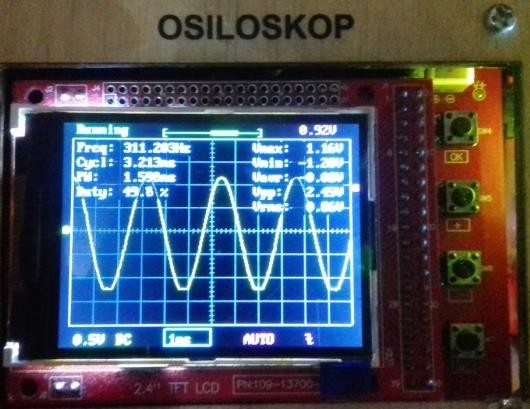 OSILOSKOP
J2
J4
Running 0.92V
Freq: 311.203Hz Vmax: 1.16V
Cycl: 3.213ms Vmin: -1.28V
PW: 1.598ms Vavr: -0.08V
Duty: 49.8 % Vpp: 2.45V
Vrms: 0.86V
OK
+
0.5V DC 1ms AUTO
2.4" TFT LCD PN:109-13700-